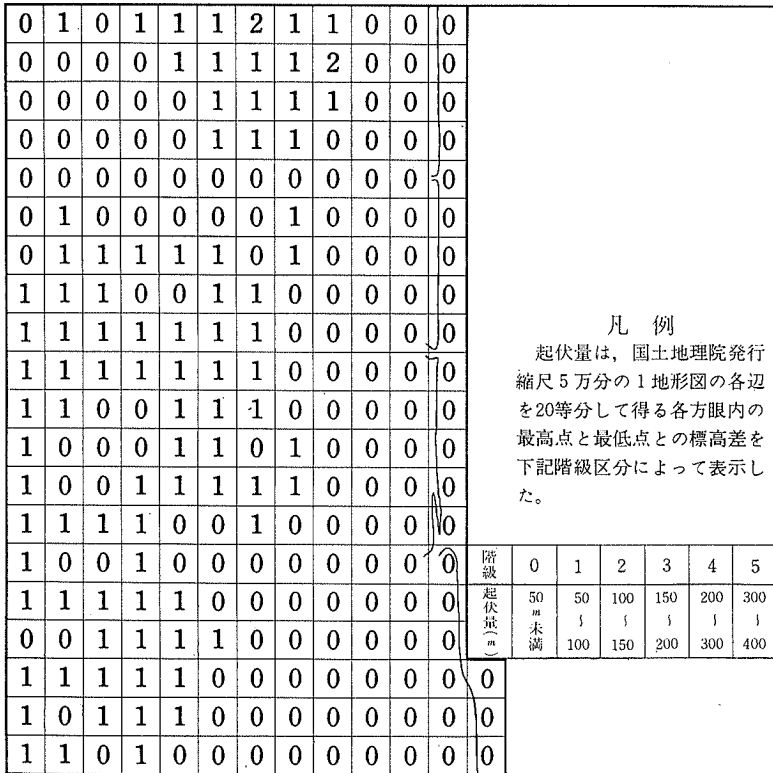 0 1 0 1 1 1 2 1 1 0 0 0
0 0 0 0 1 1 1 1 2 0 0 0
0 0 0 0 0 1 1 1 1 0 0 0
0 0 0 0 0 1 1 1 0 0 0 0
0 0 0 0 0 0 0 0 0 0 0 0
0 1 0 0 0 0 0 1 0 0 0 0
0 1 1 1 1 1 0 1 0 0 0 0
1 1 1 0 0 1 1 0 0 0 0 0
1 1 1 1 1 1 1 0 0 0 0 0
1 1 1 1 1 1 1 0 0 0 0 0
1 1 0 0 1 1 1 0 0 0 0 0
1 0 0 0 1 1 0 1 0 0 0 0
1 0 0 1 1 1 1 1 0 0 0 0
1 1 1 1 0 0 1 0 0 0 0 0
1 0 0 1 0 0 0 0 0 0 0 0
1 1 1 1 1 0 0 0 0 0 0 0
0 0 1 1 1 1 0 0 0 0 0 0
1 1 1 1 1 0 0 0 0 0 0 0 0
1 0 1 1 1 0 0 0 0 0 0 0 0
1 1 0 1 0 0 0 0 0 0 0 0 0
凡例
起伏量は，国土地理院発行
縮尺5万分の1地形図の各辺
を20等分して得る各方眼内の
最高点と最低点との標高差を
下記階級区分によって表示し
た。
階級 0 1 2 3 4 5
起伏量(m) 50m未満 50～100 100～150 150～200 200～300 300～400